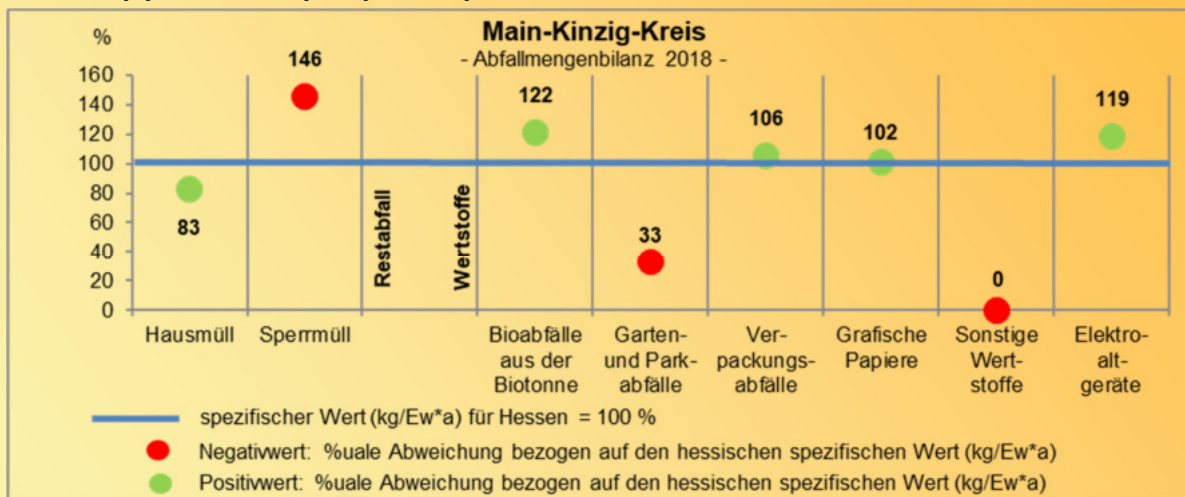 Main-Kinzig-Kreis
- Abfallmengenbilanz 2018 -
%
160
140
120
100
80
60
40
20
0
83
146
Restabfall
Wertstoffe
122
33
106
102
0
119
Hausmüll
Sperrmüll
Bioabfälle
aus der
Biotonne
Garten-
und Park-
abfälle
Ver-
packungs-
abfälle
Grafische
Papiere
Sonstige
Wert-
stoffe
Elektro-
alt-
geräte
spezifischer Wert (kg/Ew*a) für Hessen = 100 %
Negativwert: %uale Abweichung bezogen auf den hessischen spezifischen Wert (kg/Ew*a)
Positivwert: %uale Abweichung bezogen auf den hessischen spezifischen Wert (kg/Ew*a)